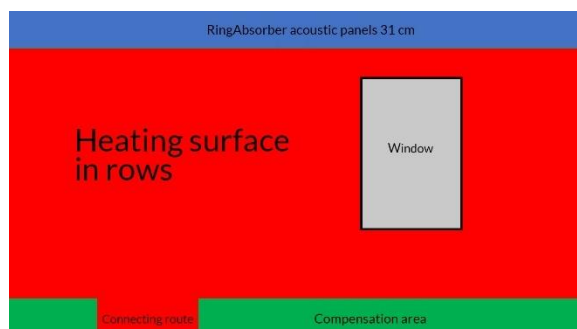 RingAbsorber acoustic panels 31 cm
Heating surface
in rows
Window
Connecting route
Compensation area